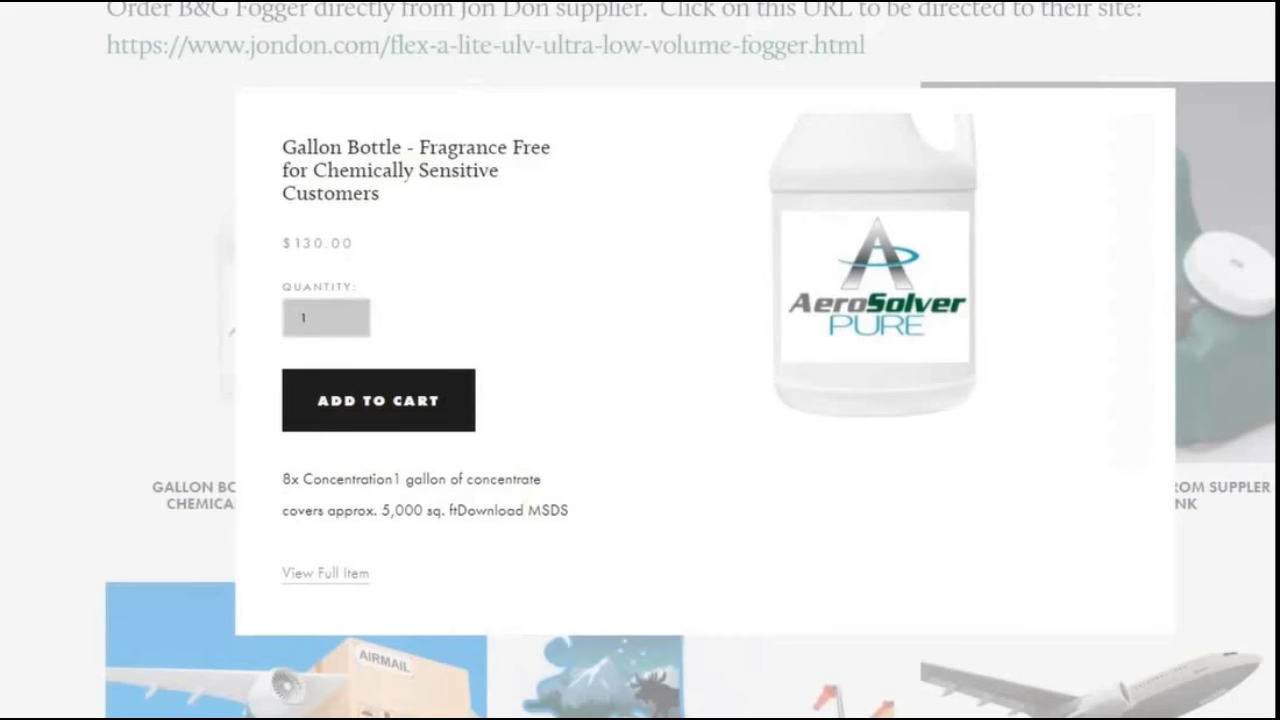 Order B&G Fogger directly from Jon Don supplier. Click on this URL to be directed to their site:
https://www.jondon.com/flex-a-lite-ulv-ultra-low-volume-fogger.html
Gallon Bottle - Fragrance Free
for Chemically Sensitive
Customers
$130.00
QUANTITY:
1
ADD TO CART
8x Concentration1 gallon of concentrate
covers approx. 5,000 sq. ftDownload MSDS
View Full Item
AeroSolver
PURE
GALLON BO
CHEMICA
ROM SUPPLER
NK
AIRMAIL